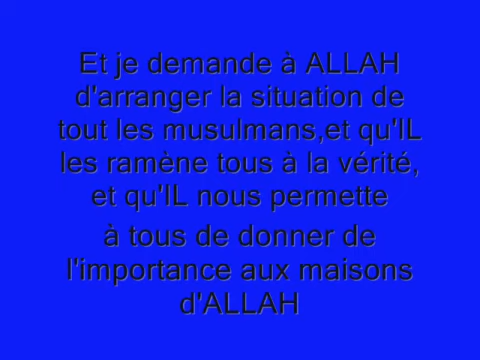 Et je demande à ALLAH
d'arranger la situation de
tout les musulmans,et qu'IL
les ramène tous à la vérité,
et qu'IL nous permette
à tous de donner de
l'importance aux maisons
d'ALLAH